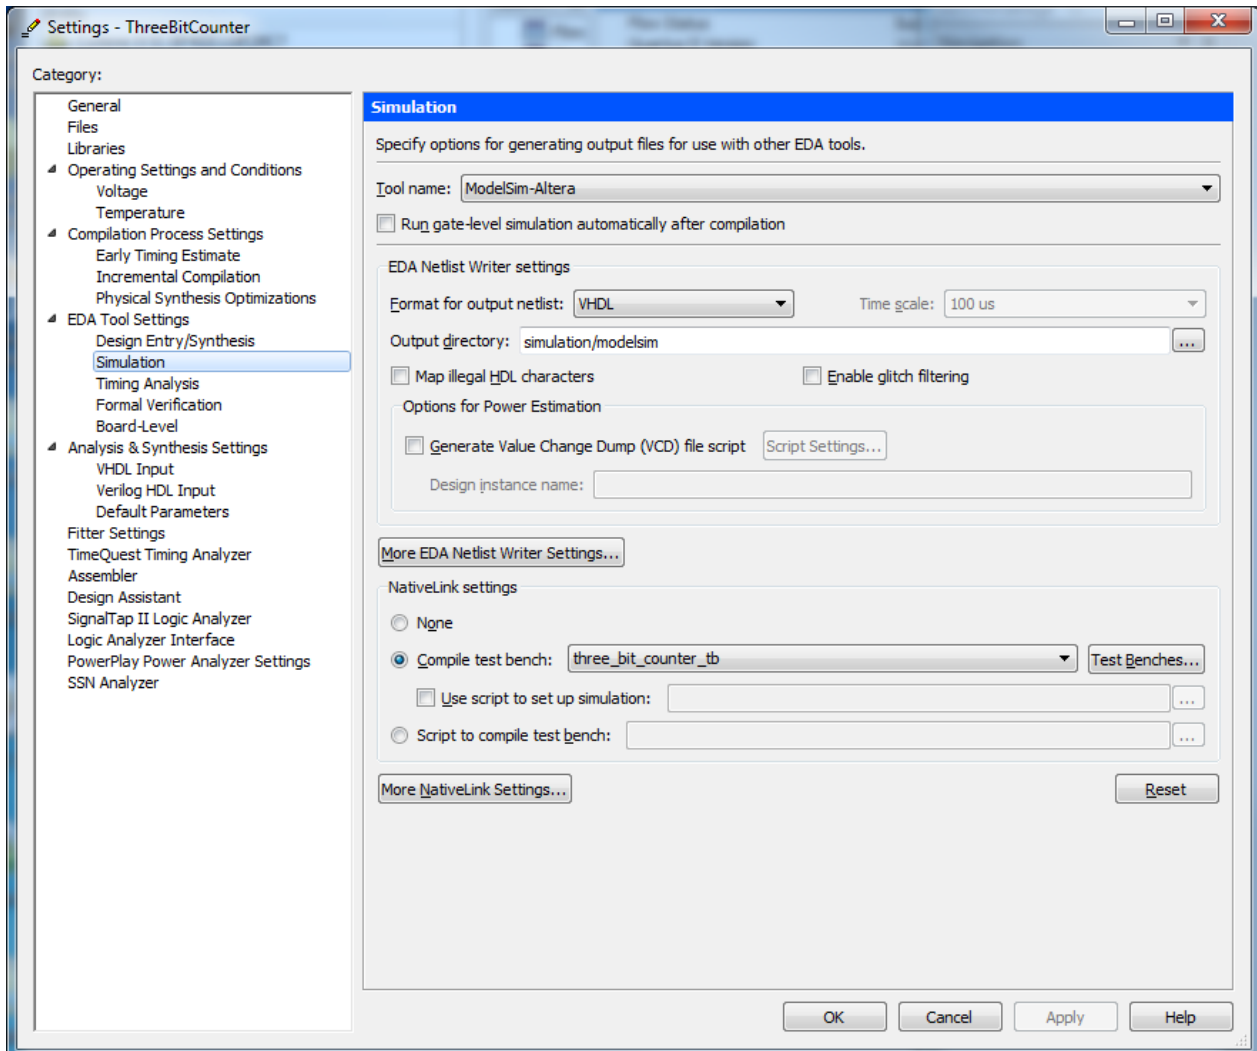 Settings - ThreeBitCounter
Category:
General
Files
Libraries
Operating Settings and Conditions
Voltage
Temperature
Compilation Process Settings
Early Timing Estimate
Incremental Compilation
Physical Synthesis Optimizations
EDA Tool Settings
Design Entry/Synthesis
Simulation
Timing Analysis
Formal Verification
Board-Level
Analysis & Synthesis Settings
VHDL Input
Verilog HDL Input
Default Parameters
Fitter Settings
TimeQuest Timing Analyzer
Assembler
Design Assistant
SignalTap II Logic Analyzer
Logic Analyzer Interface
PowerPlay Power Analyzer Settings
SSN Analyzer
Simulation
Specify options for generating output files for use with other EDA tools.
Tool name: ModelSim-Altera
Run gate-level simulation automatically after compilation
EDA Netlist Writer settings
Format for output netlist: VHDL Time scale: 100 us
Output directory: simulation/modelsim ...
Map illegal HDL characters Enable glitch filtering
Options for Power Estimation
Generate Value Change Dump (VCD) file script Script Settings...
Design instance name:
More EDA Netlist Writer Settings...
NativeLink settings
None
Compile test bench: three_bit_counter_tb Test Benches...
Use script to set up simulation: ...
Script to compile test bench: ...
More NativeLink Settings... Reset
OK Cancel Apply Help